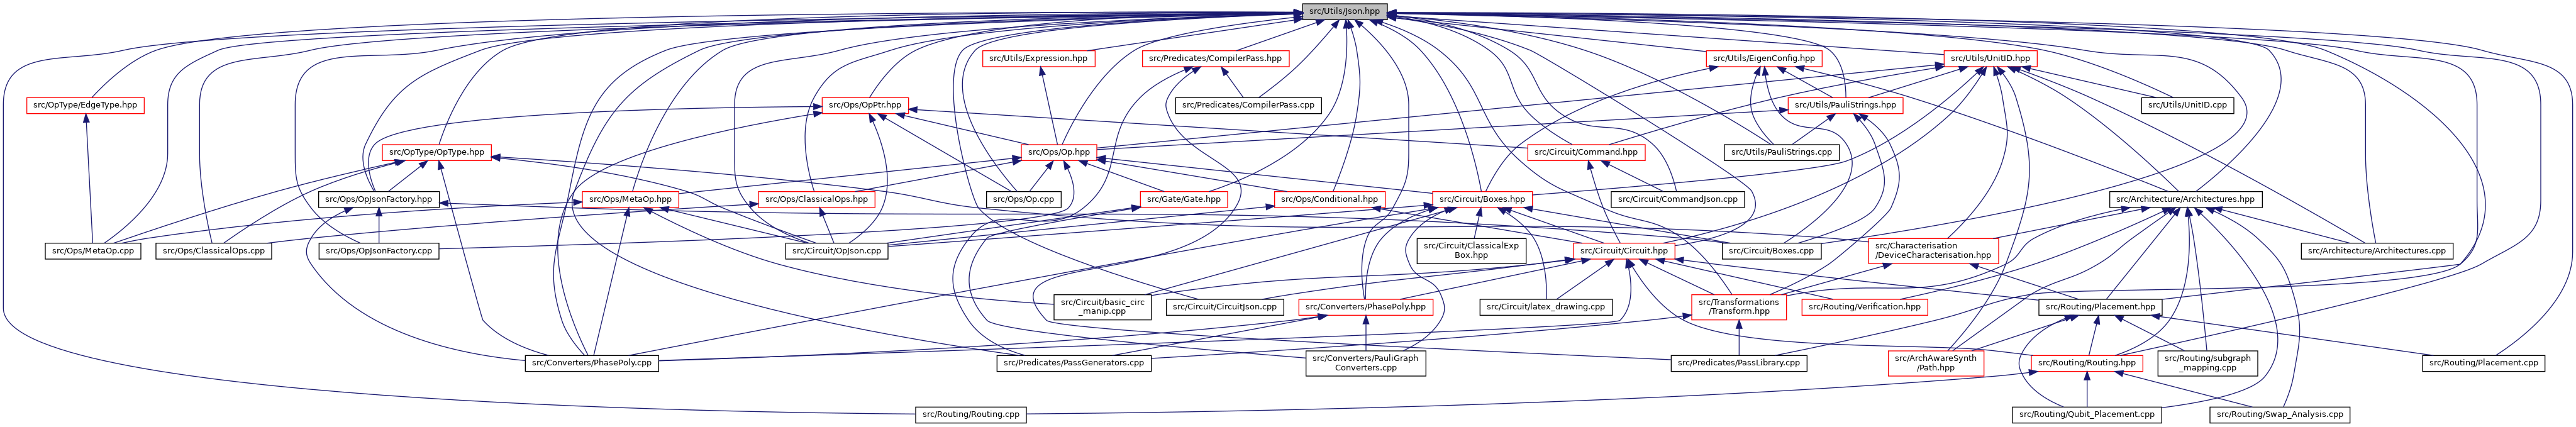 src/Utils/Json.hpp
src/Utils/Expression.hpp
src/Predicates/CompilerPass.hpp
src/Utils/EigenConfig.hpp
src/Utils/UnitID.hpp
src/OpType/EdgeType.hpp
src/Ops/OpPtr.hpp
src/Predicates/CompilerPass.cpp
src/Utils/PauliStrings.hpp
src/Utils/UnitID.cpp
src/OpType/OpType.hpp
src/Ops/Op.hpp
src/Circuit/Command.hpp
src/Utils/PauliStrings.cpp
src/Ops/OpJsonFactory.hpp
src/Ops/MetaOp.hpp
src/Ops/ClassicalOps.hpp
src/Ops/Op.cpp
src/Gate/Gate.hpp
src/Ops/Conditional.hpp
src/Circuit/Boxes.hpp
src/Circuit/CommandJson.cpp
src/Architecture/Architectures.hpp
src/Ops/MetaOp.cpp
src/Ops/ClassicalOps.cpp
src/Ops/OpJsonFactory.cpp
src/Circuit/OpJson.cpp
src/Circuit/ClassicalExp
Box.hpp
src/Circuit/Circuit.hpp
src/Circuit/Boxes.cpp
src/Characterisation
/DeviceCharacterisation.hpp
src/Architecture/Architectures.cpp
src/Circuit/basic_circ
_manip.cpp
src/Circuit/CircuitJson.cpp
src/Converters/PhasePoly.hpp
src/Circuit/latex_drawing.cpp
src/Transformations
/Transform.hpp
src/Routing/Verification.hpp
src/Routing/Placement.hpp
src/Converters/PhasePoly.cpp
src/Predicates/PassGenerators.cpp
src/Converters/PauliGraph
Converters.cpp
src/Predicates/PassLibrary.cpp
src/ArchAwareSynth
/Path.hpp
src/Routing/Routing.hpp
src/Routing/subgraph
_mapping.cpp
src/Routing/Placement.cpp
src/Routing/Routing.cpp
src/Routing/Qubit_Placement.cpp
src/Routing/Swap_Analysis.cpp